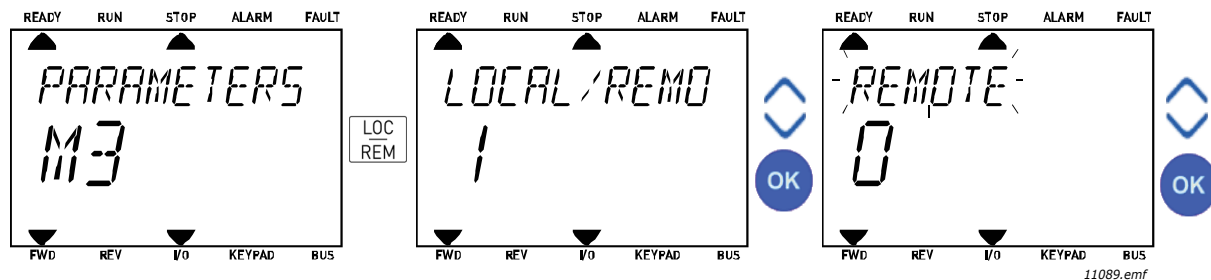 READY RUN STOP ALARM FAULT
PARAMETERS
M3
FWD REV I/O KEYPAD BUS
LOC
REM
READY RUN STOP ALARM FAULT
LOCAL/REMO
1
FWD REV I/O KEYPAD BUS
OK
READY RUN STOP ALARM FAULT
REMOTE
0
FWD REV I/O KEYPAD BUS
OK
11089.emf